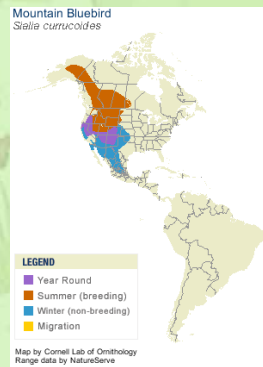 Mountain Bluebird
Sialia currucoides
LEGEND
Year Round
Summer (breeding)
Winter (non-breeding)
Migration
Map by Cornell Lab of Ornithology
Range data by NatureServe